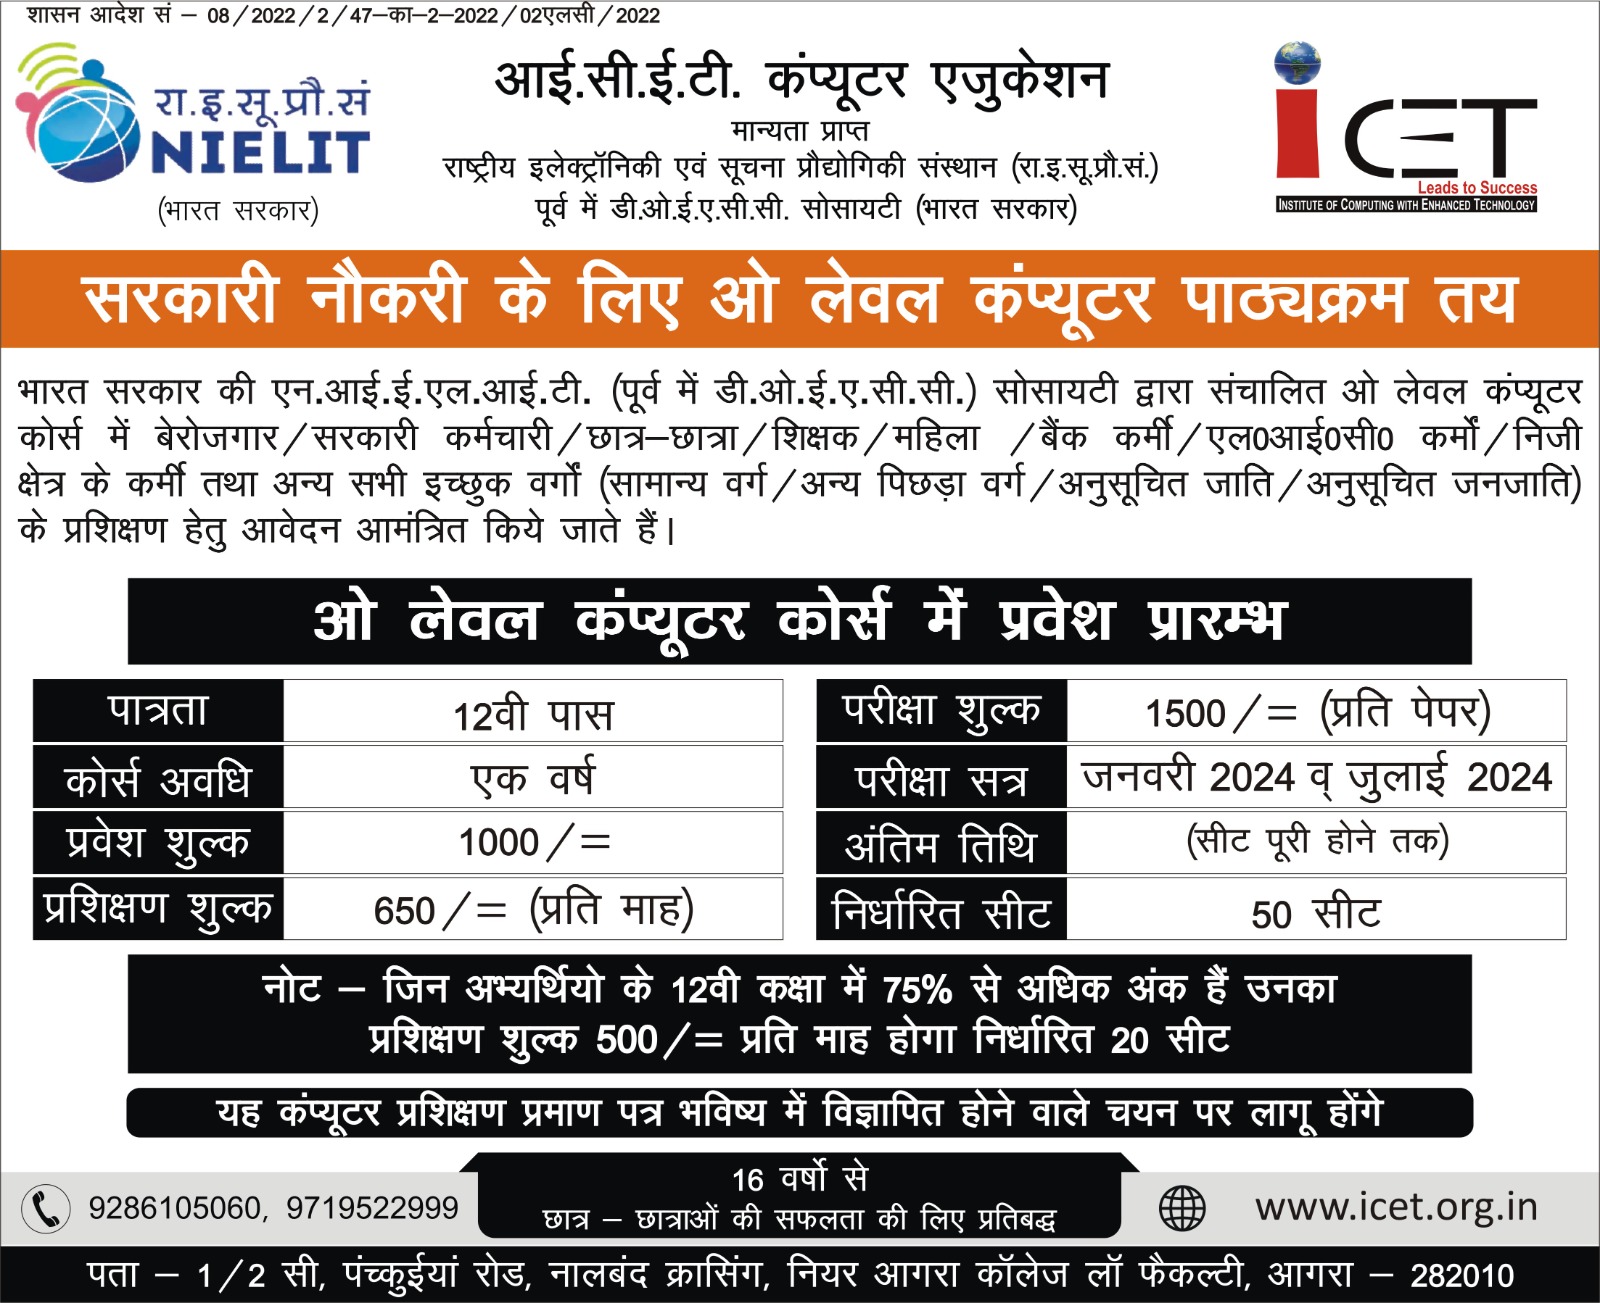 शासन आदेश सं – 08/2022/2/47–का–2–2022/02एलसी/2022
रा.इ.सू.प्रौ.सं
NIELIT
(भारत सरकार)
आई.सी.ई.टी. कंप्यूटर एजुकेशन
मान्यता प्राप्त
राष्ट्रीय इलेक्ट्रॉनिकी एवं सूचना प्रौद्योगिकी संस्थान (रा.इ.सू.प्रौ.सं.)
पूर्व में डी.ओ.ई.ए.सी.सी. सोसायटी (भारत सरकार)
iCET
Leads to Success
INSTITUTE OF COMPUTING WITH ENHANCED TECHNOLOGY
सरकारी नौकरी के लिए ओ लेवल कंप्यूटर पाठ्यक्रम तय
भारत सरकार की एन.आई.ई.एल.आई.टी. (पूर्व में डी.ओ.ई.ए.सी.सी.) सोसायटी द्वारा संचालित ओ लेवल कंप्यूटर
कोर्स में बेरोजगार/सरकारी कर्मचारी/छात्र–छात्रा/शिक्षक/महिला /बैंक कर्मी/एल0आई0सी0 कर्मों/निजी
क्षेत्र के कर्मी तथा अन्य सभी इच्छुक वर्गों (सामान्य वर्ग/अन्य पिछड़ा वर्ग/अनुसूचित जाति/अनुसूचित जनजाति)
के प्रशिक्षण हेतु आवेदन आमंत्रित किये जाते हैं।
ओ लेवल कंप्यूटर कोर्स में प्रवेश प्रारम्भ
पात्रता 12वी पास
कोर्स अवधि एक वर्ष
प्रवेश शुल्क 1000/=
प्रशिक्षण शुल्क 650/= (प्रति माह)
परीक्षा शुल्क 1500/= (प्रति पेपर)
परीक्षा सत्र जनवरी 2024 व् जुलाई 2024
अंतिम तिथि (सीट पूरी होने तक)
निर्धारित सीट 50 सीट
नोट – जिन अभ्यर्थियो के 12वी कक्षा में 75% से अधिक अंक हैं उनका
प्रशिक्षण शुल्क 500/= प्रति माह होगा निर्धारित 20 सीट
यह कंप्यूटर प्रशिक्षण प्रमाण पत्र भविष्य में विज्ञापित होने वाले चयन पर लागू होंगे
9286105060, 9719522999
16 वर्षो से
छात्र – छात्राओं की सफलता की लिए प्रतिबद्ध
www.icet.org.in
पता – 1/2 सी, पंच्कुईयां रोड, नालबंद क्रासिंग, नियर आगरा कॉलेज लॉ फैकल्टी, आगरा – 282010